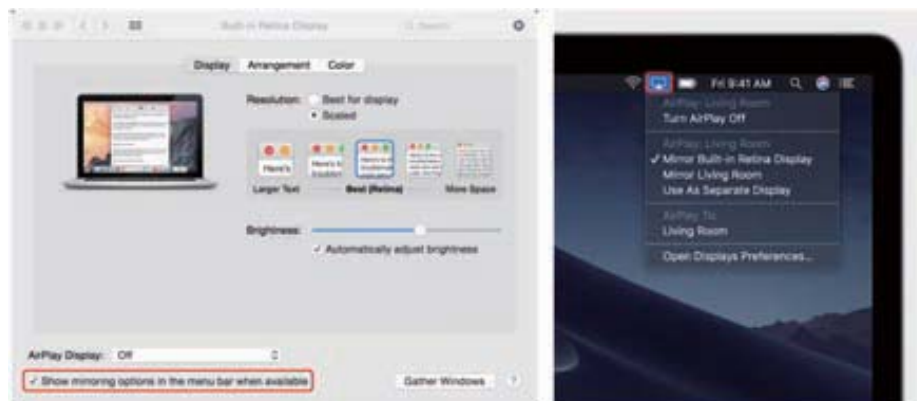 Built-in Retina Display
Search
Display Arrangement Color
Resolution: Best for display
Scaled
Here's
Larger Text Best (Retina) More Space
Brightness:
✓ Automatically adjust brightness
AirPlay Display: Off
✓ Show mirroring options in the menu bar when available
Gather Windows ?
Fri 9:41 AM
AirPlay: Living Room
Turn AirPlay Off
AirPlay: Living Room
✓ Mirror Built-in Retina Display
Mirror Living Room
Use As Separate Display
AirPlay To:
Living Room
Open Displays Preferences...